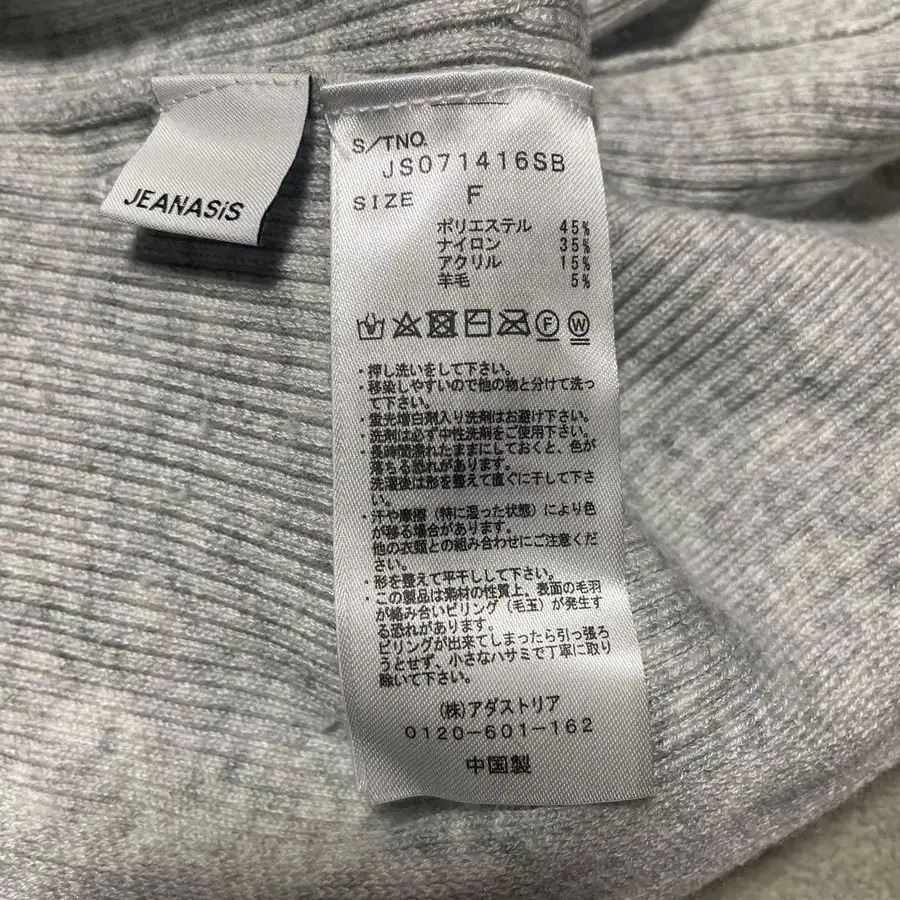 JEANASiS
S/TNO.
JS071416SB
SIZE F
ポリエステル 45%
ナイロン 35%
アクリル 15%
羊毛 5%
F W
・押し洗いをして下さい。
・移染しやすいので他の物と分けて洗っ
て下さい。
・蛍光増白剤入り洗剤はお避け下さい。
・洗剤は必ず中性洗剤をご使用下さい。
・長時間濡れたままにしておくと、色が
落ちる恐れがあります。
洗濯後は形を整えて直ぐに干して下さ
い。
・汗や摩擦（特に湿った状態）により色
が移る場合があります。
他の衣類との組み合わせにご注意くだ
さい。
・形を整えて平干しして下さい。
・この製品は素材の性質上、表面の毛羽
が絡み合いピリング（毛玉）が発生す
る恐れがあります。
ピリングが出来てしまったら引っ張ろ
うとせず、小さなハサミで丁寧に取り
除いて下さい。
(株)アダストリア
0120-601-162
中国製